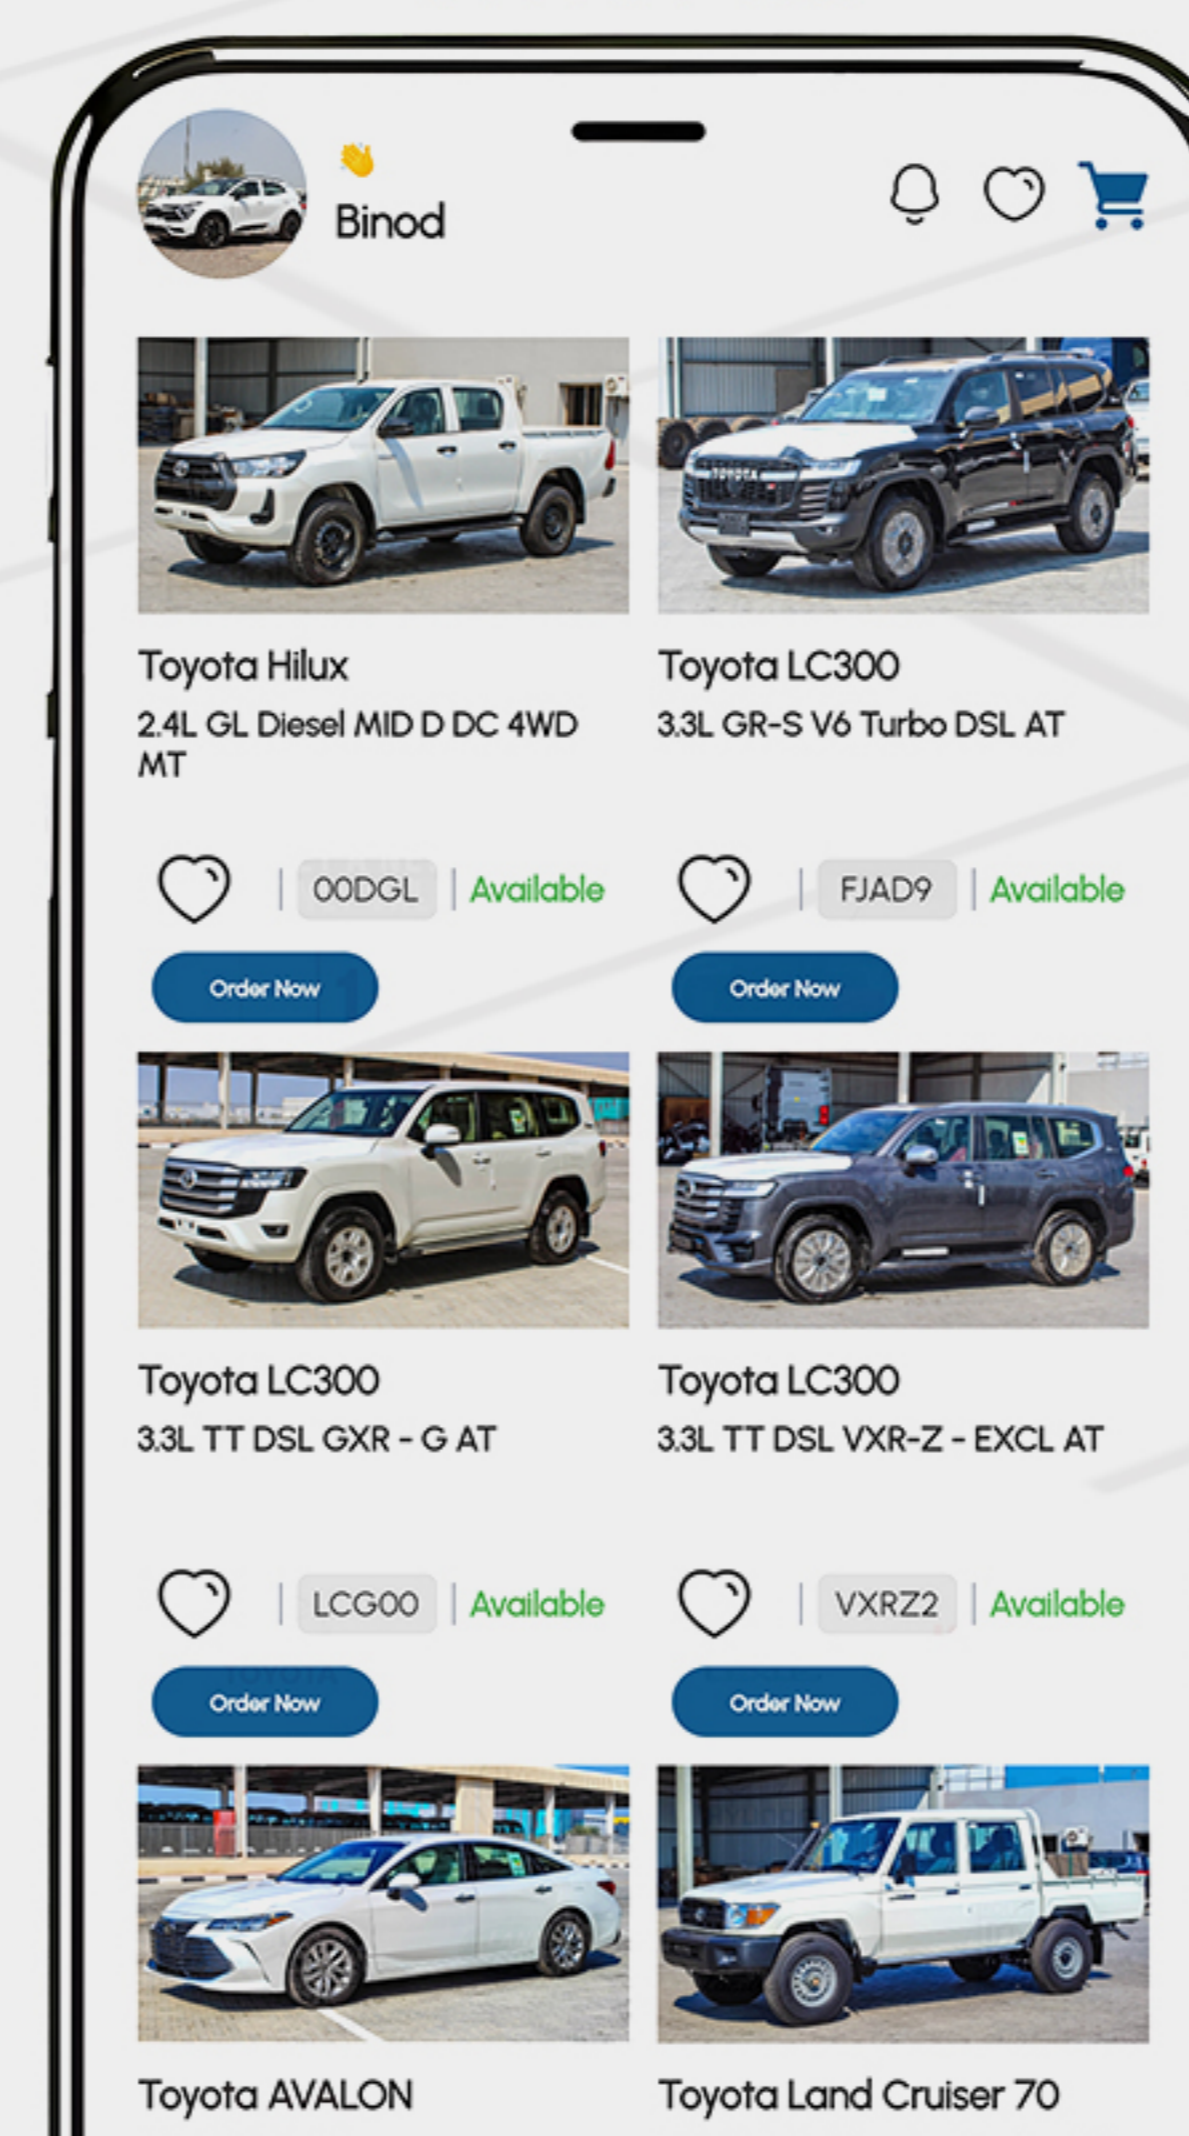 Binod
Toyota Hilux
2.4L GL Diesel MID D DC 4WD
MT
00DGL
Available
Order Now
Toyota LC300
3.3L GR-S V6 Turbo DSL AT
FJAD9
Available
Order Now
Toyota LC300
3.3L TT DSL GXR - G AT
LCG00
Available
Order Now
Toyota LC300
3.3L TT DSL VXR-Z - EXCL AT
VXRZ2
Available
Order Now
Toyota AVALON
Toyota Land Cruiser 70